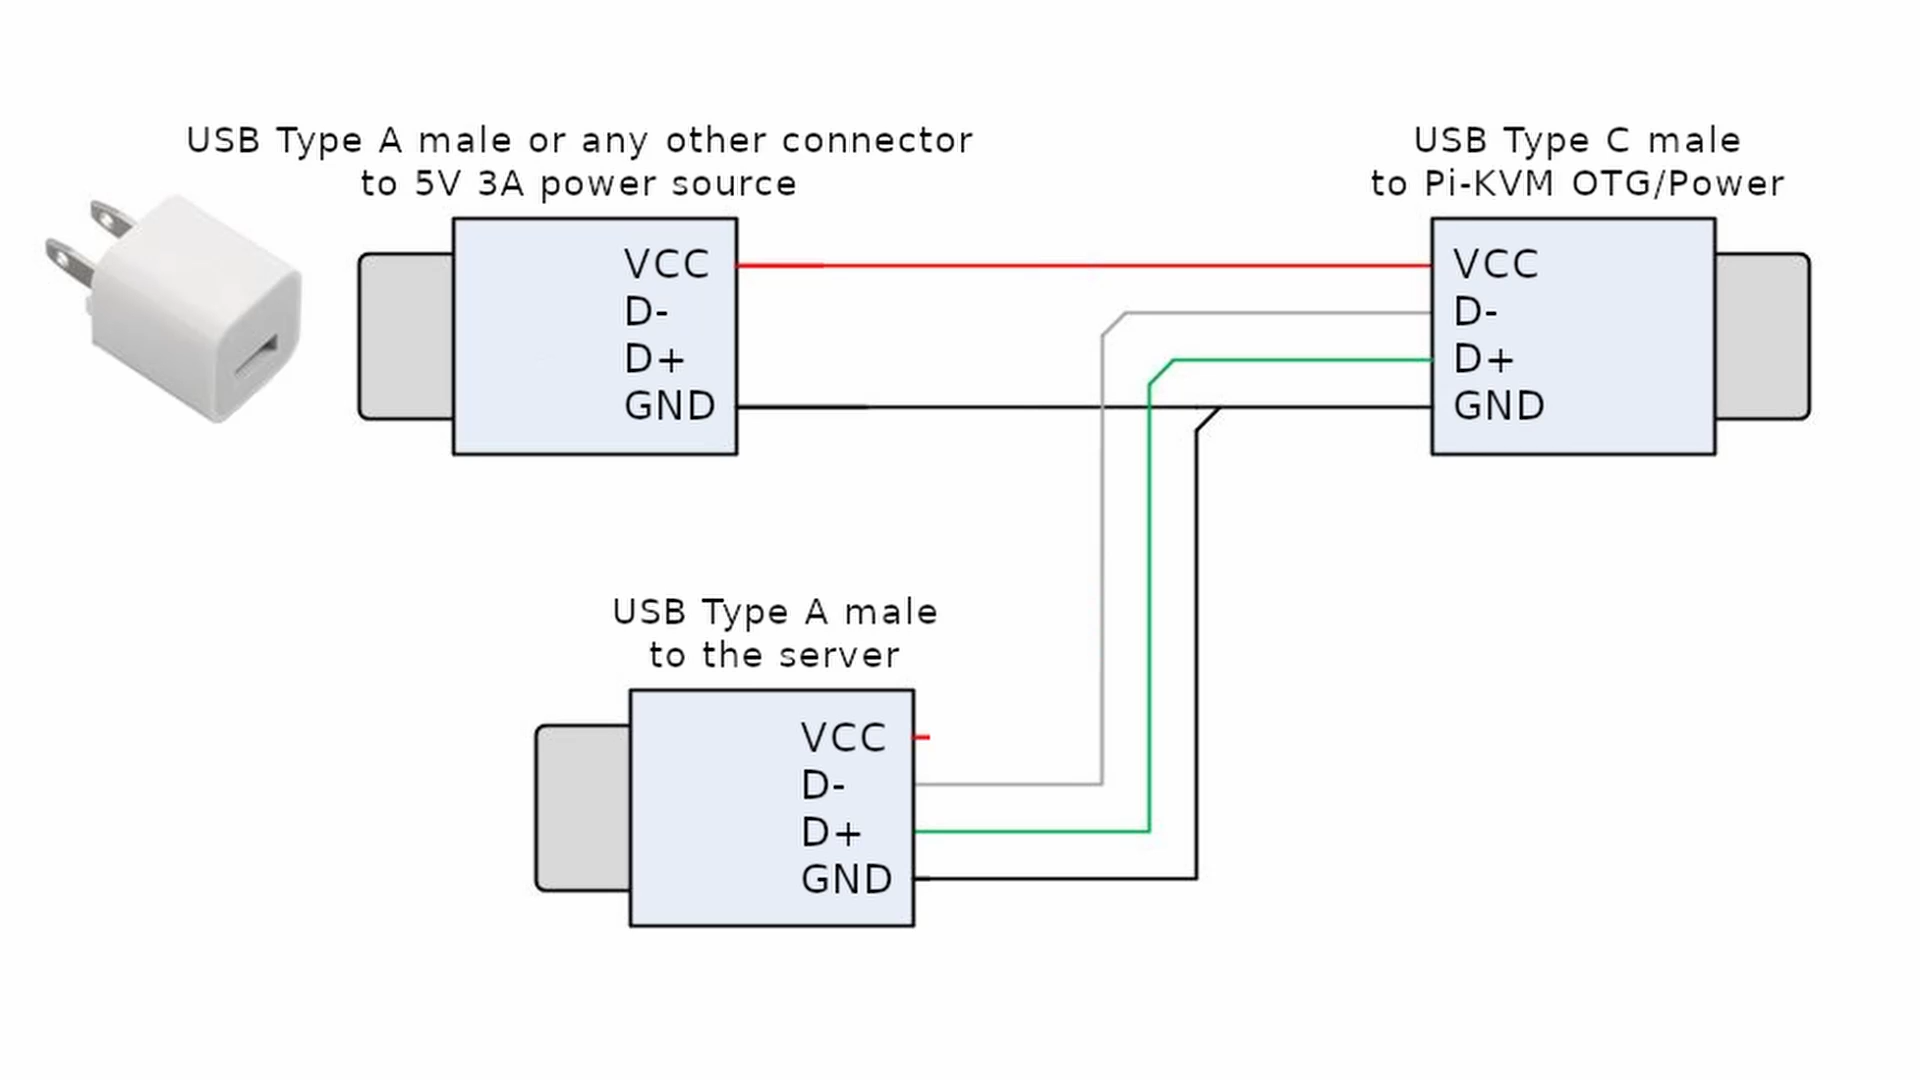 USB Type A male or any other connector
to 5V 3A power source
USB Type C male
to Pi-KVM OTG/Power
VCC
D-
D+
GND
VCC
D-
D+
GND
USB Type A male
to the server
VCC
D-
D+
GND